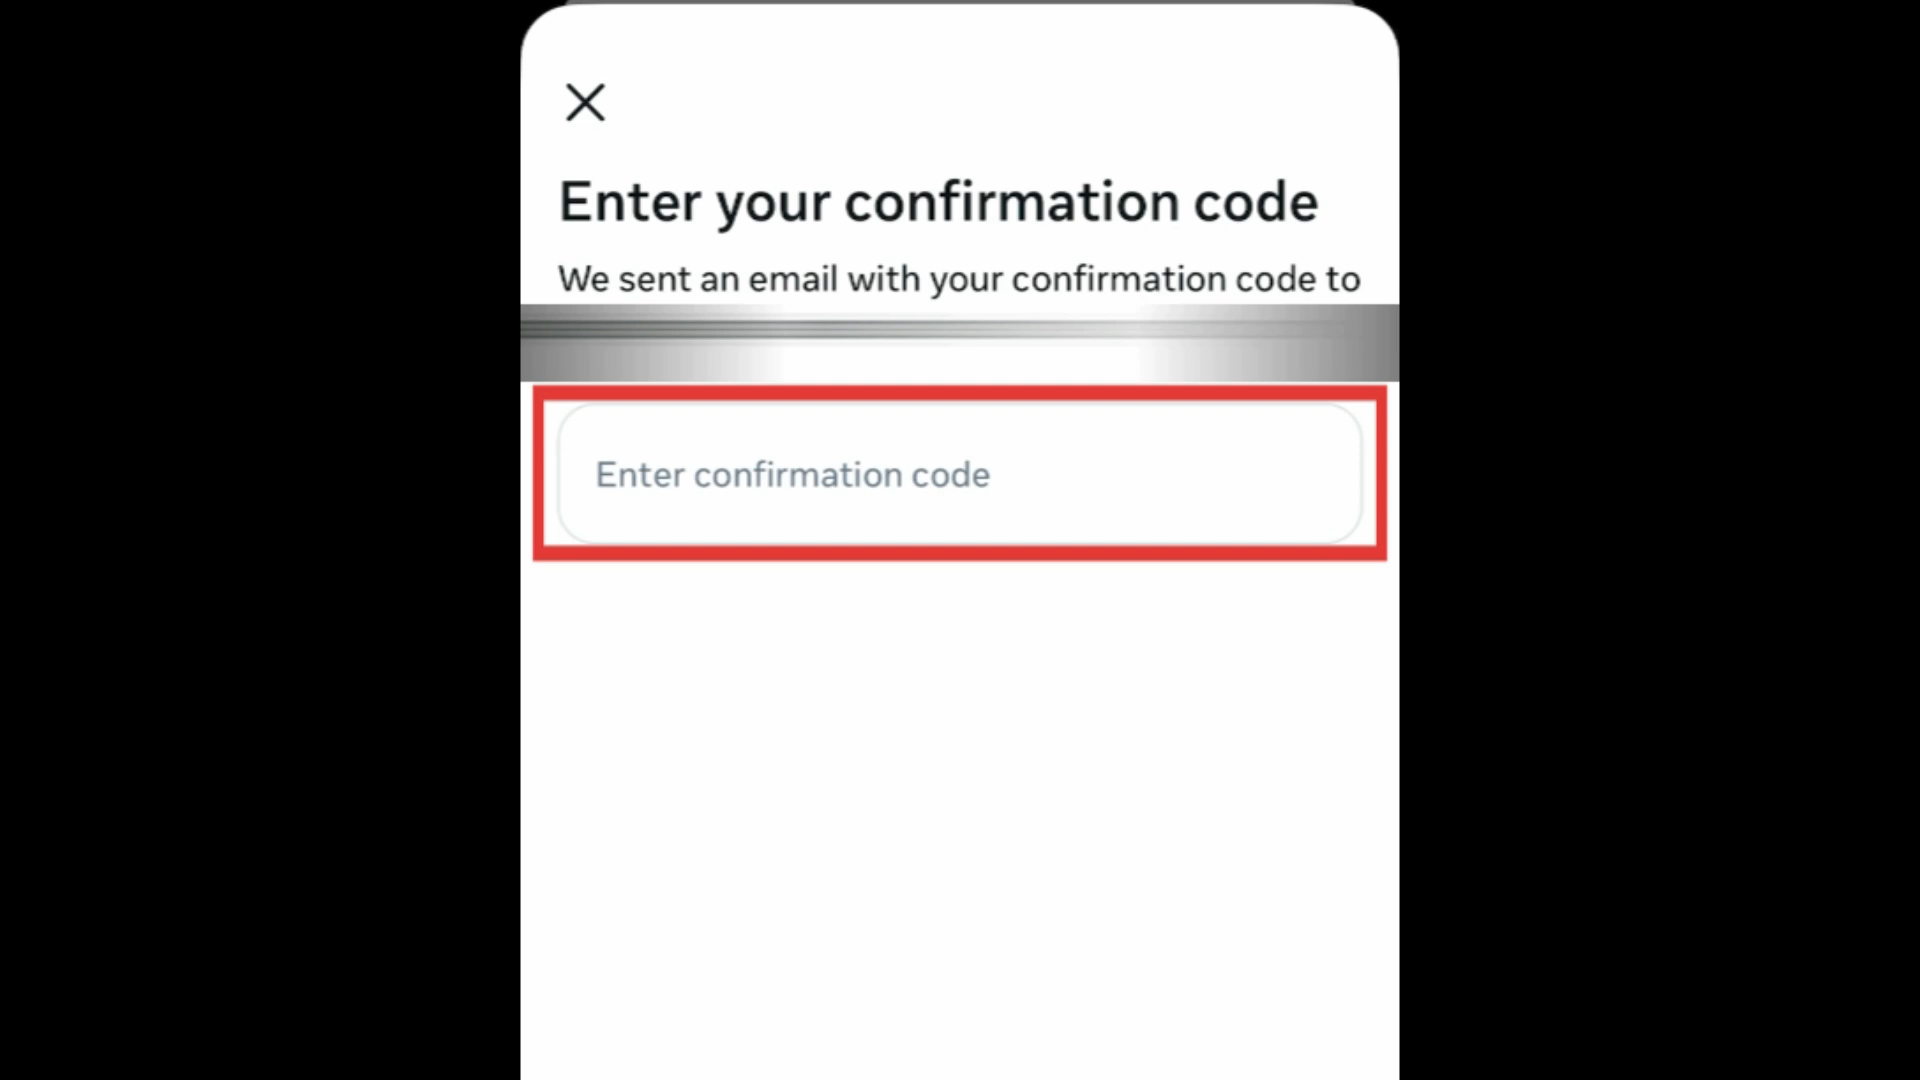 Enter your confirmation code
We sent an email with your confirmation code to
Enter confirmation code